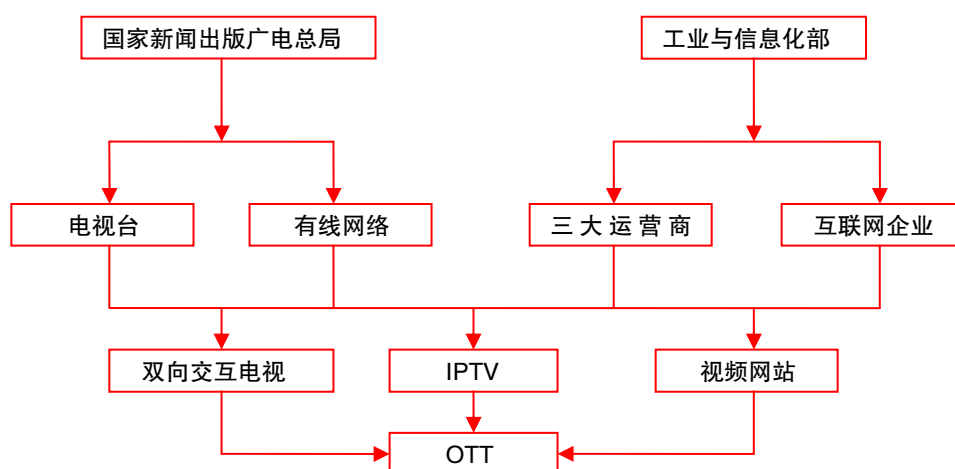 国家新闻出版广电总局
工业与信息化部
电视台
有线网络
三 大 运 营 商
互联网企业
双向交互电视
IPTV
视频网站
OTT